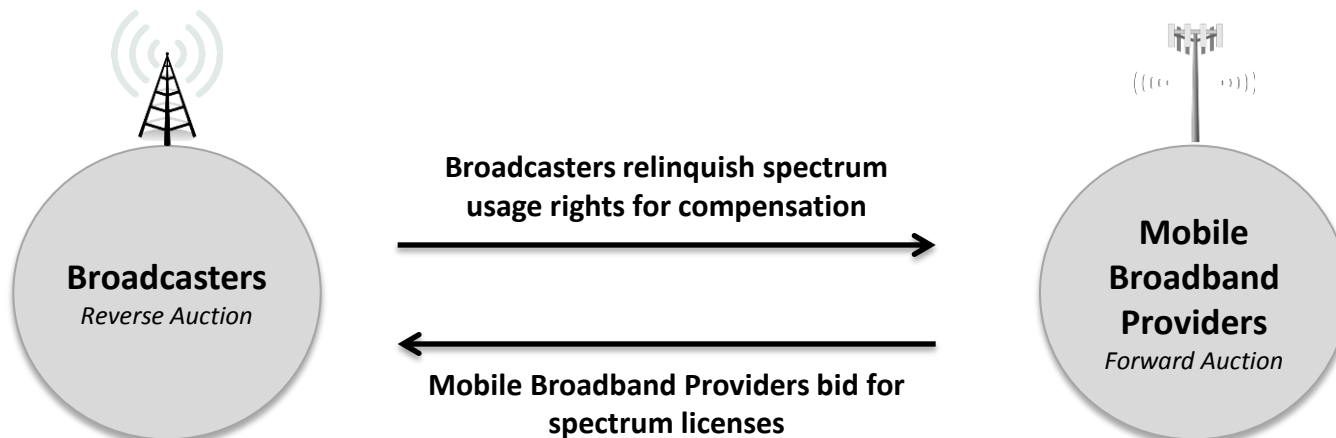 Broadcasters
Reverse Auction
Broadcasters relinquish spectrum
usage rights for compensation
Mobile Broadband Providers bid for
spectrum licenses
Mobile
Broadband
Providers
Forward Auction